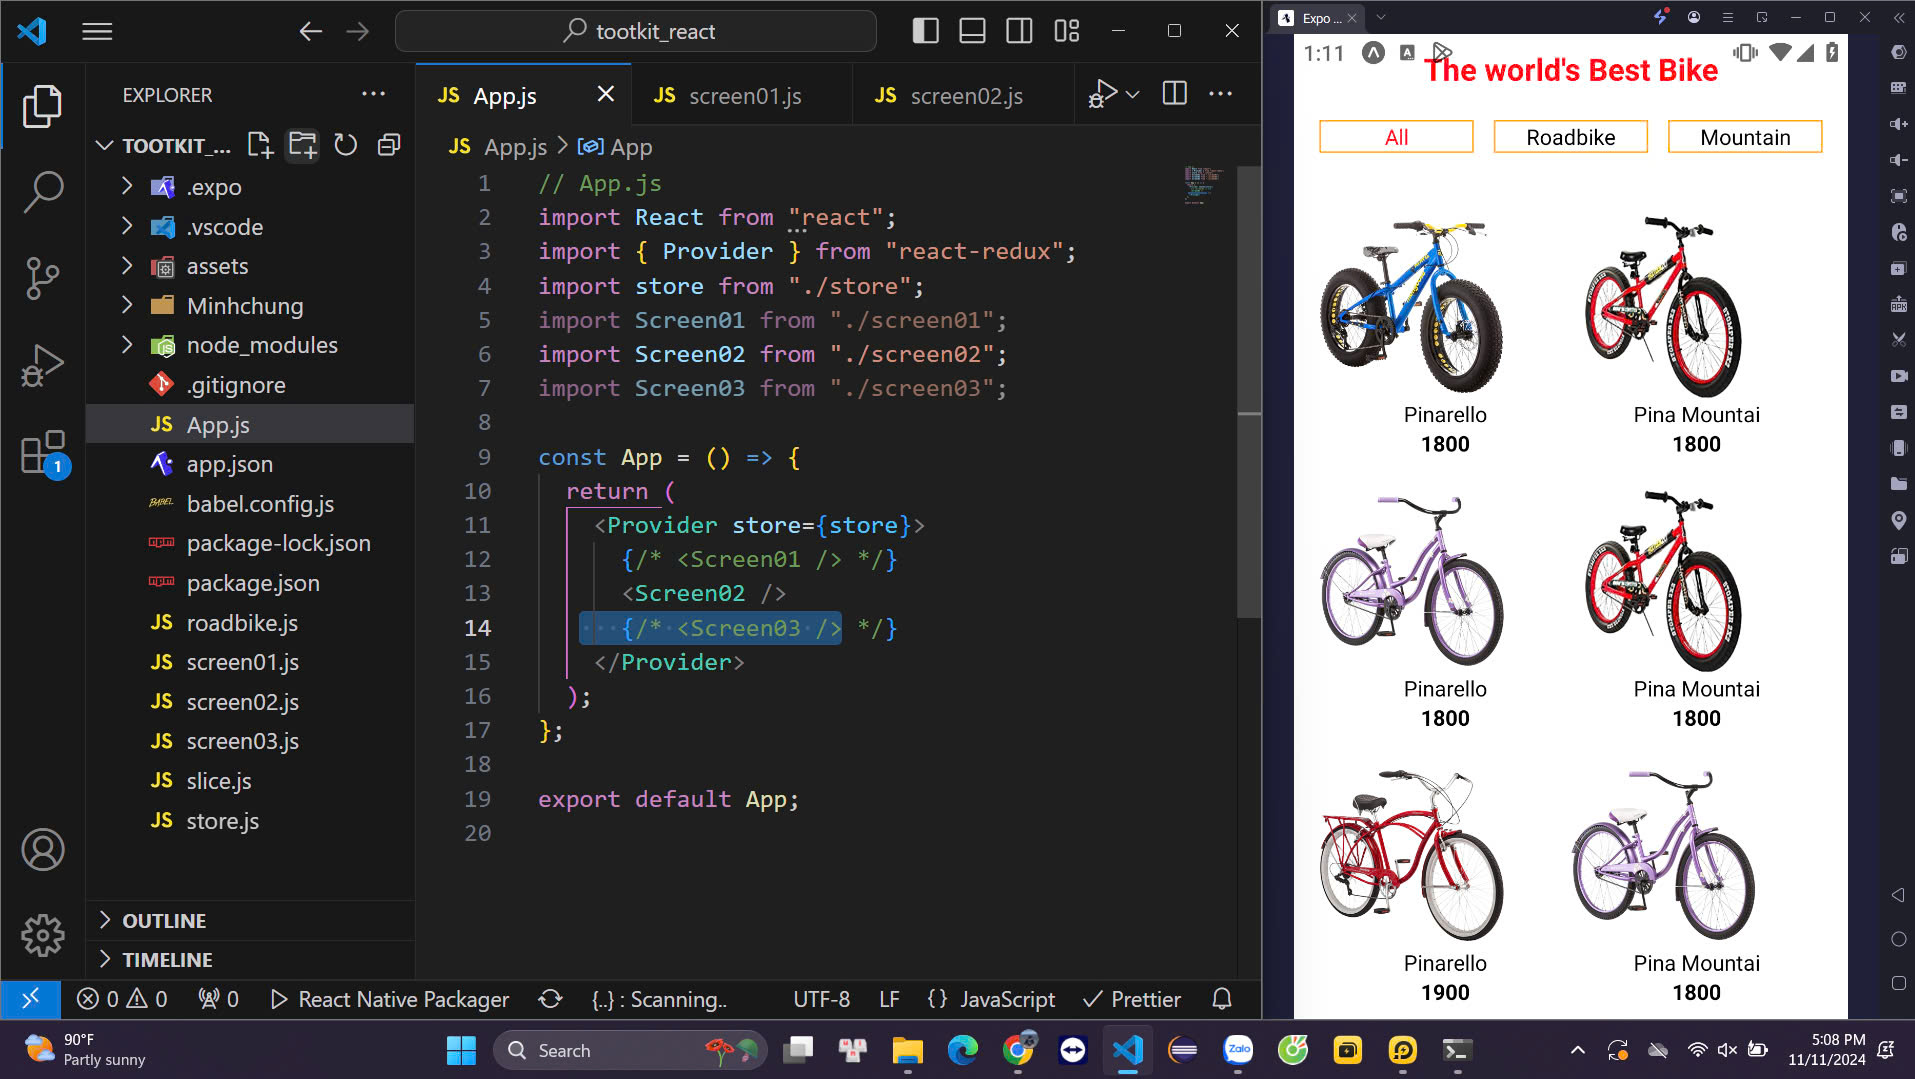 tootkit_react
EXPLORER
TOOTKIT_...
.expo
.vscode
assets
Minhchung
node_modules
.gitignore
JS App.js
app.json
BABEL babel.config.js
package-lock.json
package.json
JS roadbike.js
JS screen01.js
JS screen02.js
JS screen03.js
JS slice.js
JS store.js
OUTLINE
TIMELINE
1
JS App.js
JS screen01.js
JS screen02.js
JS App.js > App
1 // App.js
2 import React from "react";
3 import { Provider } from "react-redux";
4 import store from "./store";
5 import Screen01 from "./screen01";
6 import Screen02 from "./screen02";
7 import Screen03 from "./screen03";
8
9 const App = () => {
10 return (
11 <Provider store={store}>
12 {/* <Screen01 /> */}
13 <Screen02 />
14 {/* <Screen03 /> */}
15 </Provider>
16 );
17 };
18
19 export default App;
20
0 0 0 React Native Packager {..} : Scanning.. UTF-8 LF {} JavaScript Prettier
Expo ...
1:11
The world's Best Bike
All Roadbike Mountain
Pinarello Pina Mountai
1800 1800
Pinarello Pina Mountai
1800 1800
Pinarello Pina Mountai
1900 1800
90°F
Partly sunny
Search
Zalo
5:08 PM
11/11/2024